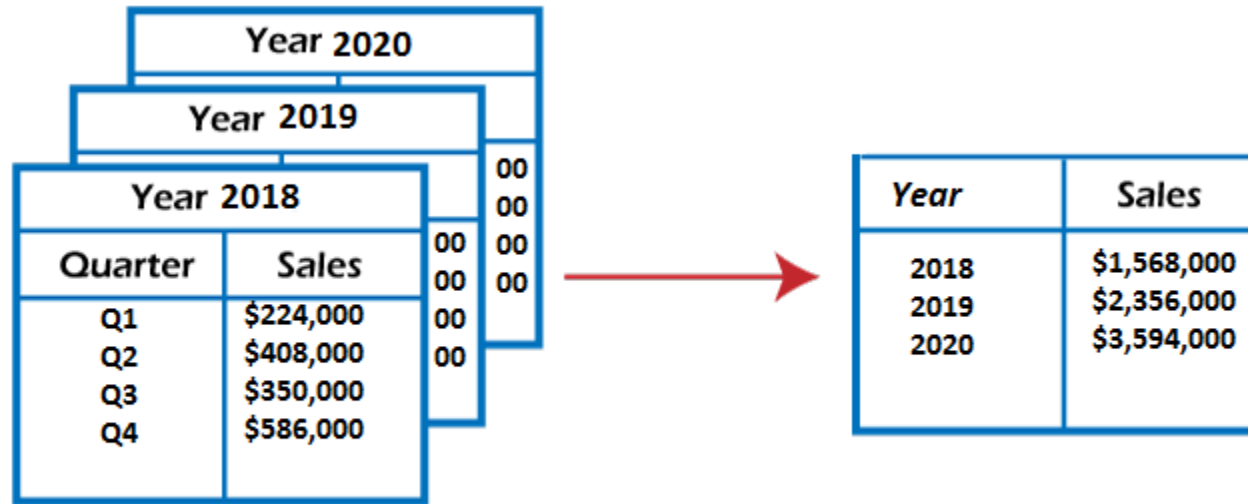 Year 2020
Year 2019
Year 2018
Quarter Sales
Q1 $224,000
Q2 $408,000
Q3 $350,000
Q4 $586,000
00
00
00
00
00
00
00
00
Year Sales
2018 $1,568,000
2019 $2,356,000
2020 $3,594,000